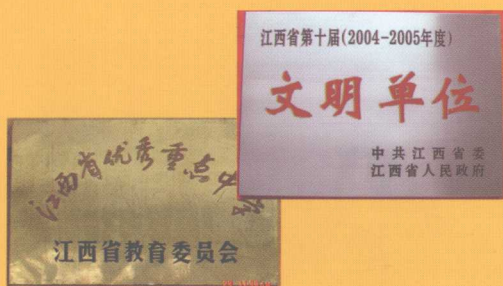 江西省第十届(2004-2005年度)
文明单位
中共江西省委
江西省人民政府
江西省优秀重点中学
江西省教育委员会